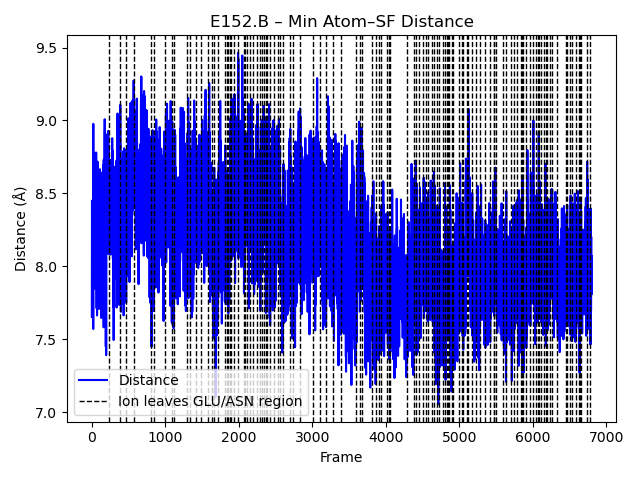 E152.B – Min Atom–SF Distance
9.5
9.0
8.5
8.0
7.5
7.0
Distance (Å)
Distance
Ion leaves GLU/ASN region
0 1000 2000 3000 4000 5000 6000 7000
Frame